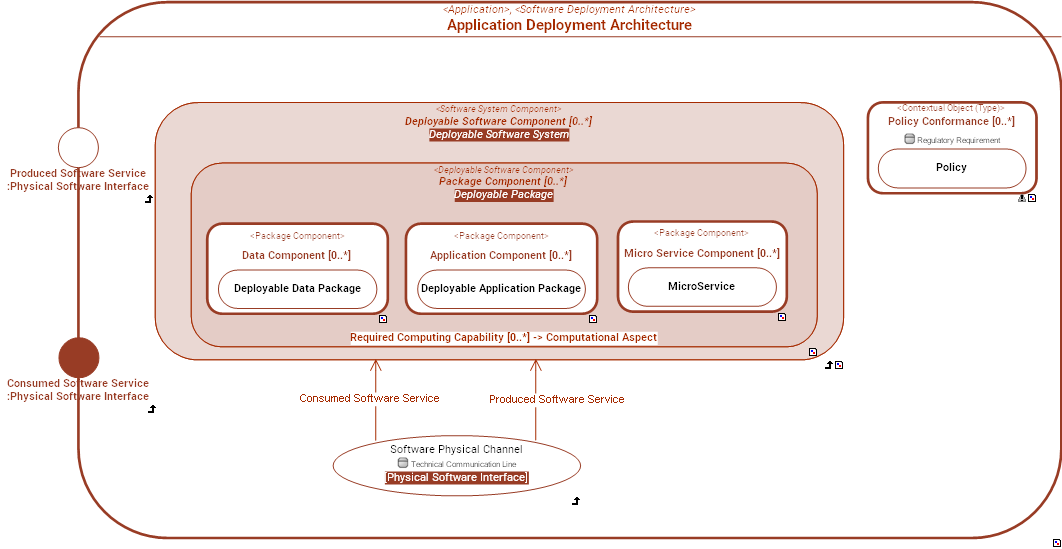 <Application>, <Software Deployment Architecture>
Application Deployment Architecture
<Software System Component>
Deployable Software Component [0..*]
Deployable Software System
<Deployable Software Component>
Package Component [0..*]
Deployable Package
<Package Component>
Data Component [0..*]
Deployable Data Package
<Package Component>
Application Component [0..*]
Deployable Application Package
<Package Component>
Micro Service Component [0..*]
MicroService
Required Computing Capability [0..*] -> Computational Aspect
<Contextual Object (Type)>
Policy Conformance [0..*]
Regulatory Requirement
Policy
Produced Software Service
:Physical Software Interface
Consumed Software Service
:Physical Software Interface
Consumed Software Service
Produced Software Service
Software Physical Channel
Technical Communication Line
[Physical Software Interface]